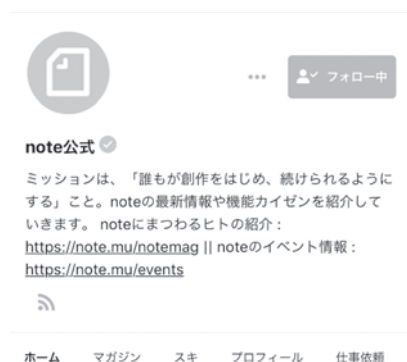 フォロー中
note公式
ミッションは、「誰もが創作をはじめ、続けられるように
する」こと。noteの最新情報や機能カイゼンを紹介して
いきます。 noteにまつわるヒトの紹介：
https://note.mu/notemag || noteのイベント情報：
https://note.mu/events
ホーム マガジン スキ プロフィール 仕事依頼